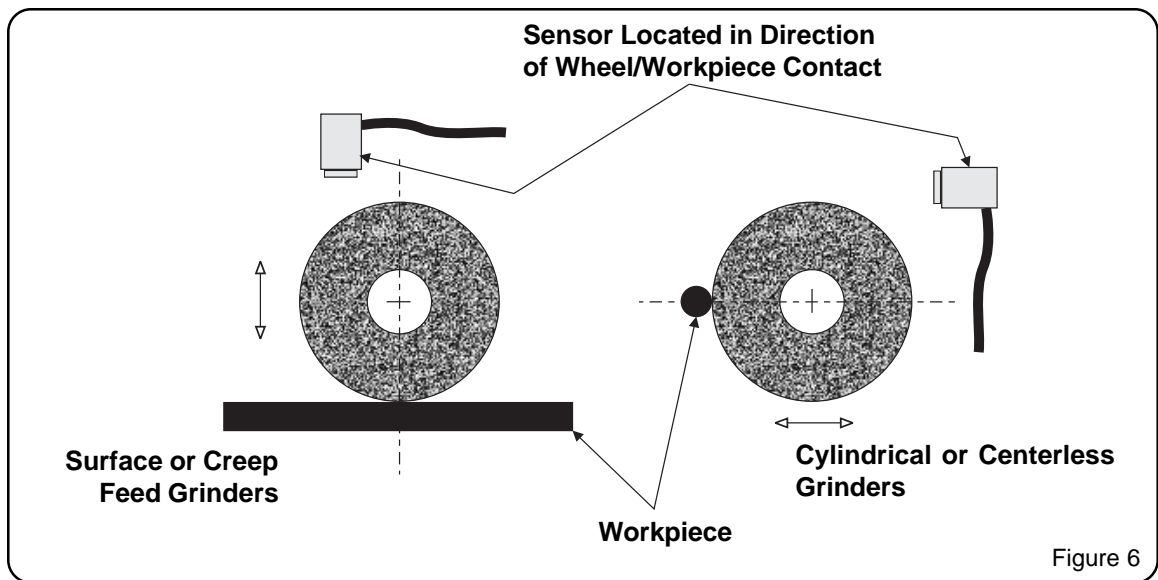 Sensor Located in Direction
of Wheel/Workpiece Contact
Surface or Creep
Feed Grinders
Cylindrical or Centerless
Grinders
Workpiece
Figure 6